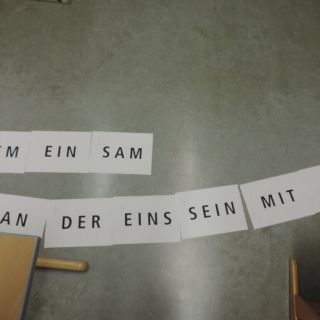 EM EIN SAM
AN DER EINS SEIN MIT